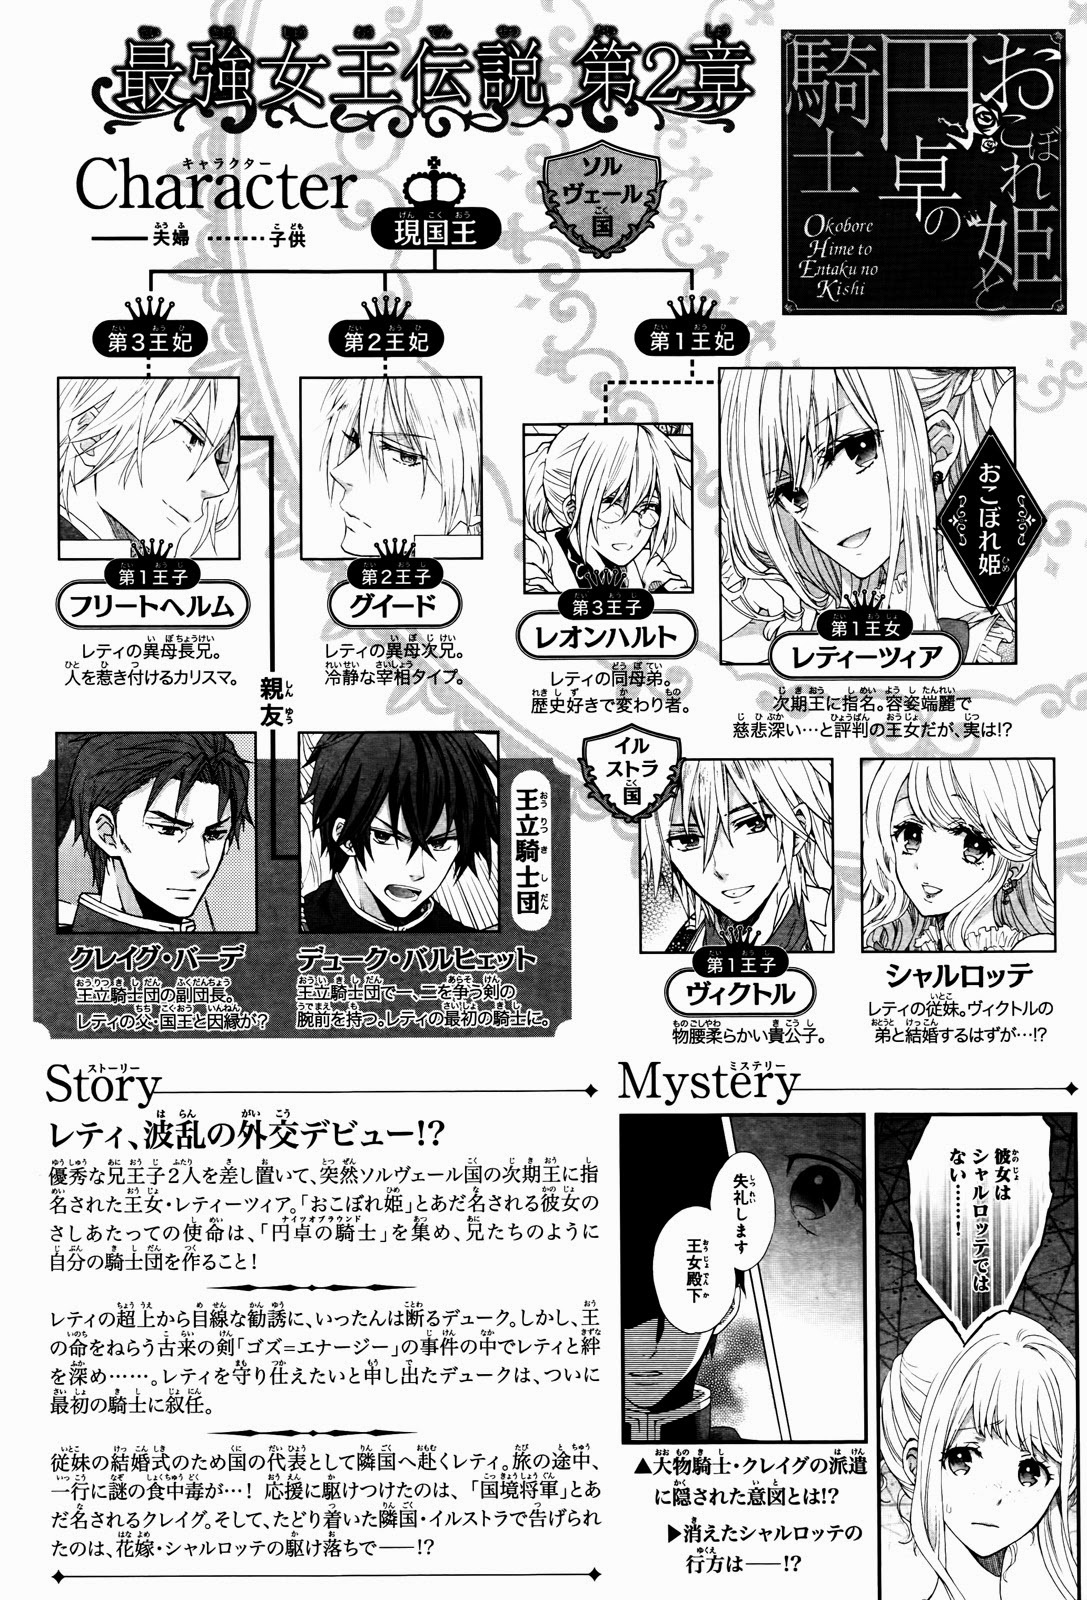 最強女王伝説 第2章
おこぼれ姫と
円卓の
騎士
Okobore
Hime to
Entaku no
Kishi
キャラクター
Character
夫婦 子供
現国王
ソル
ヴェール
国
第3王妃
第2王妃
第1王妃
第1王子
フリートヘルム
レティの異母長兄。
人を惹き付けるカリスマ。
第2王子
グイード
レティの異母次兄。
冷静な宰相タイプ。
第3王子
レオンハルト
レティの同母弟。
歴史好きで変わり者。
おこぼれ姫
第1王女
レティーツィア
次期王に指名。容姿端麗で
慈悲深い…と評判の王女だが、実は!?
親友
王立騎士団
クレイグ・バーデ
王立騎士団の副団長。
レティの父・国王と因縁が?
デューク・バルヒェット
王立騎士団で一、二を争う剣の
腕前を持つ。レティの最初の騎士に。
イル
ストラ
国
第1王子
ヴィクトル
物腰柔らかい貴公子。
シャルロッテ
レティの従妹。ヴィクトルの
弟と結婚するはずが…!?
ストーリー
Story
レティ、波乱の外交デビュー!?
優秀な兄王子2人を差し置いて、突然ソルヴェール国の次期王に指
名された王女・レティーツィア。「おこぼれ姫」とあだ名される彼女の
さしあたっての使命は、「円卓の騎士」を集め、兄たちのように
自分の騎士団を作ること!
レティの超上から目線な勧誘に、いったんは断るデューク。しかし、王
の命をねらう古来の剣「ゴズ=エナージー」の事件の中でレティと絆
を深め……。レティを守り仕えたいと申し出たデュークは、ついに
最初の騎士に叙任。
従妹の結婚式のため国の代表として隣国へ赴くレティ。旅の途中、
一行に謎の食中毒が…! 応援に駆けつけたのは、「国境将軍」とあ
だ名されるクレイグ。そして、たどり着いた隣国・イルストラで告げられ
たのは、花嫁・シャルロッテの駆け落ちで──!?
ミステリー
Mystery
彼女は
シャルロッテでは
ない……!
失礼します
王女殿下
▲大物騎士・クレイグの派遣
に隠された意図とは!?
▶消えたシャルロッテの
行方は──!?